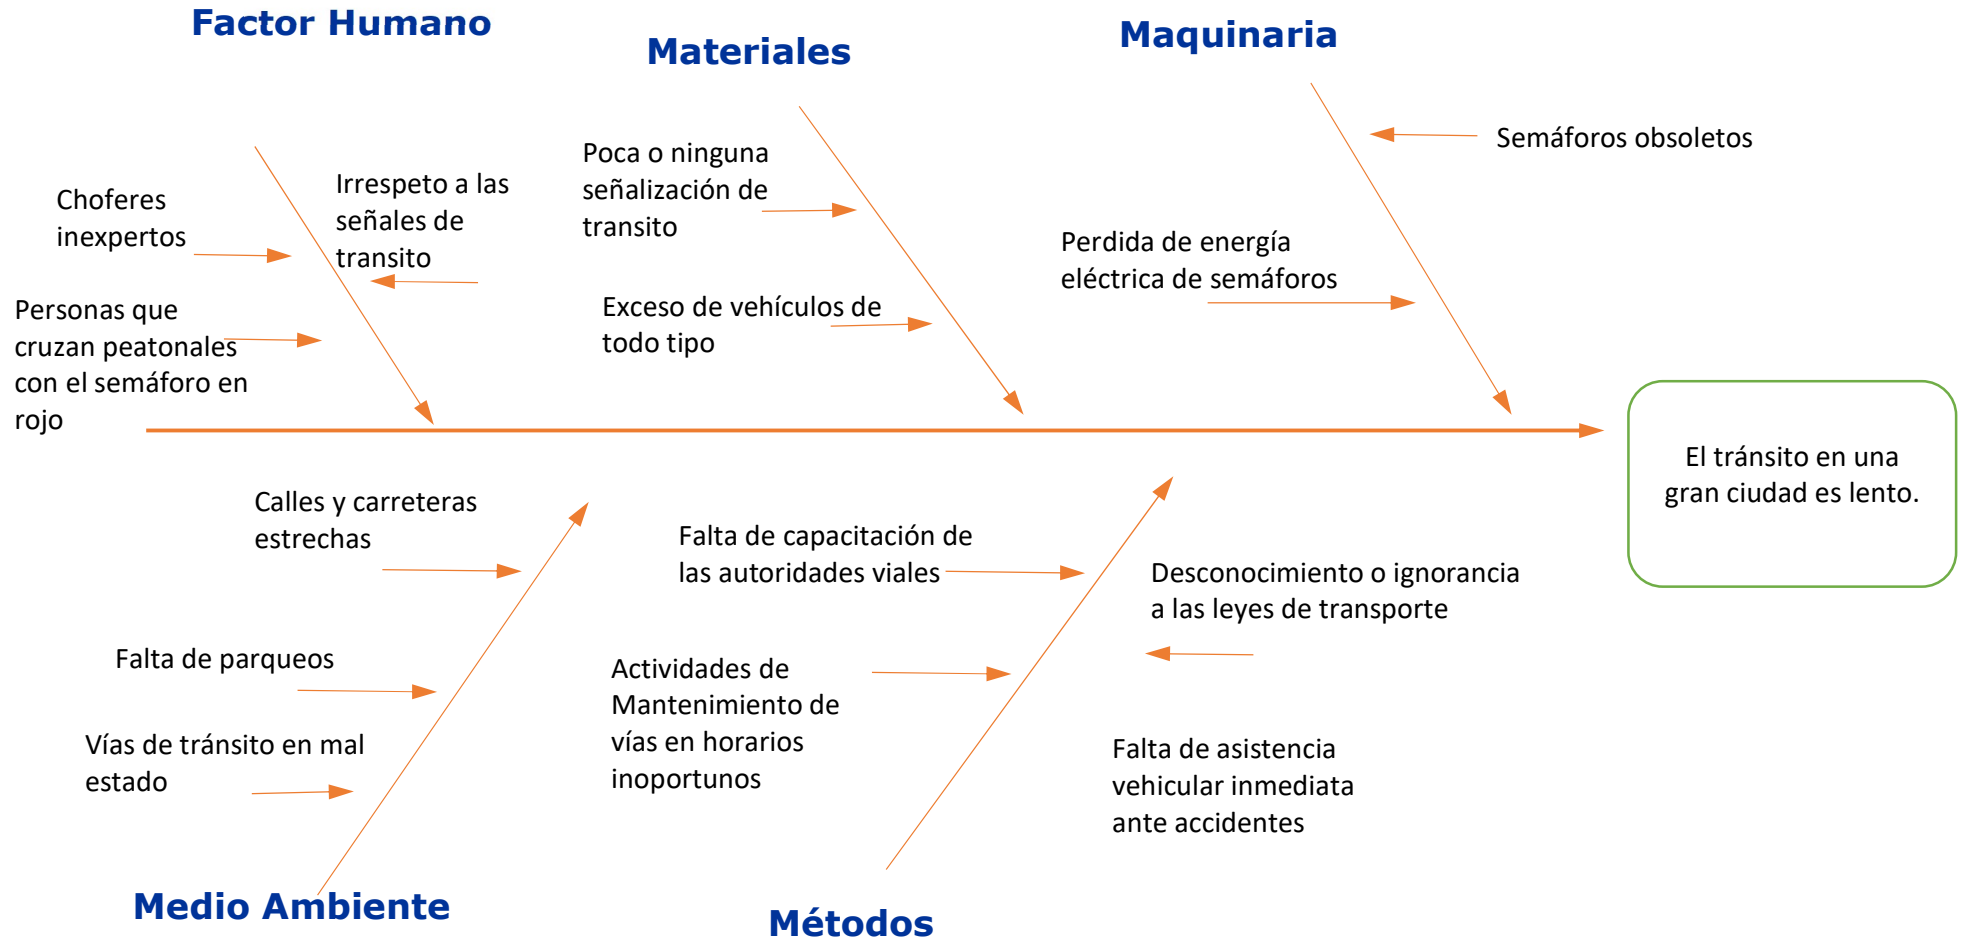 Factor Humano
Materiales
Maquinaria
Choferes
inexpertos
Irrespeto a las
señales de
transito
Personas que
cruzan peatonales
con el semáforo en
rojo
Poca o ninguna
señalización de
transito
Exceso de vehículos de
todo tipo
Semáforos obsoletos
Perdida de energía
eléctrica de semáforos
El tránsito en una
gran ciudad es lento.
Calles y carreteras
estrechas
Falta de parqueos
Vías de tránsito en mal
estado
Falta de capacitación de
las autoridades viales
Actividades de
Mantenimiento de
vías en horarios
inoportunos
Desconocimiento o ignorancia
a las leyes de transporte
Falta de asistencia
vehicular inmediata
ante accidentes
Medio Ambiente
Métodos